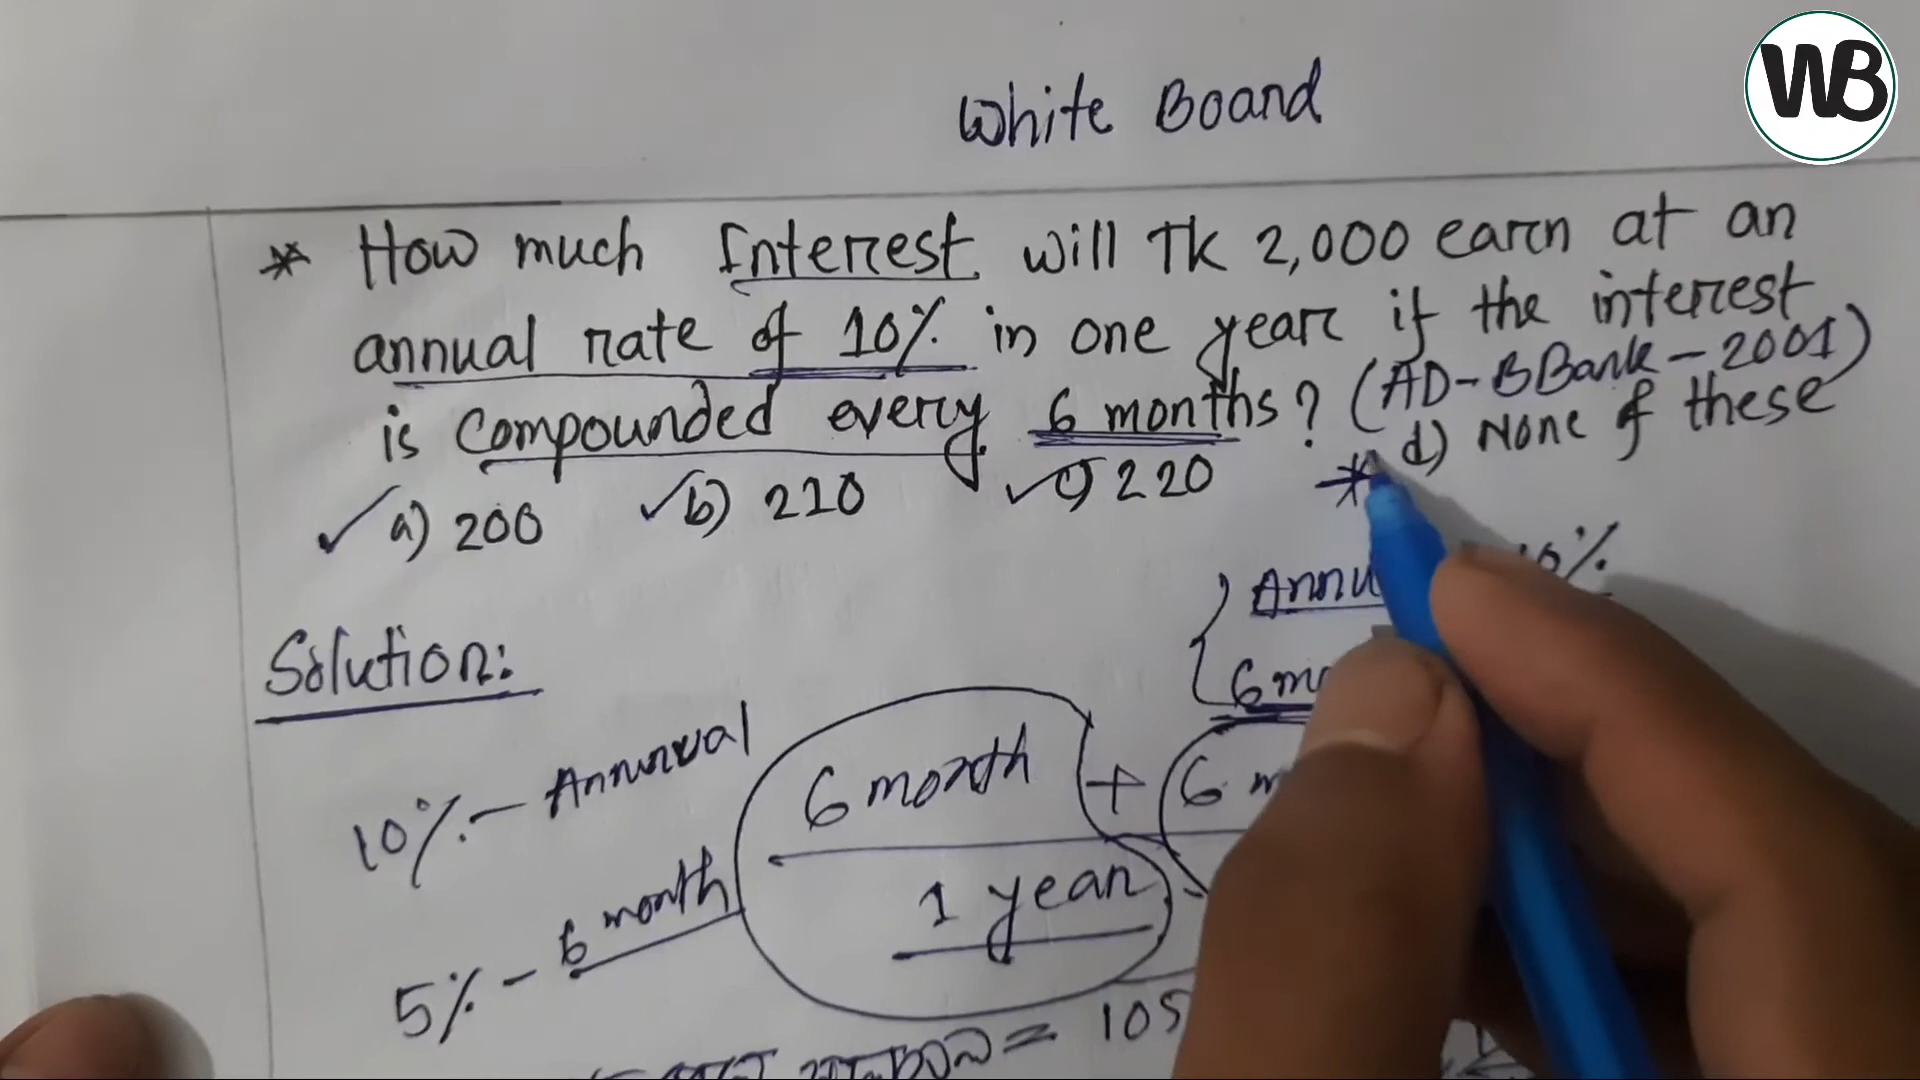 WB
White Board
* How much Interest will TK 2,000 earn at an
annual rate of 10% in one year if the interest
is compounded every 6 months? (AD-BBank-2001)
a) 200 b) 210 c) 220 d) None of these
Solution:
10% - Annual
5% - 6 month
6 month + 6
1 year
= 105